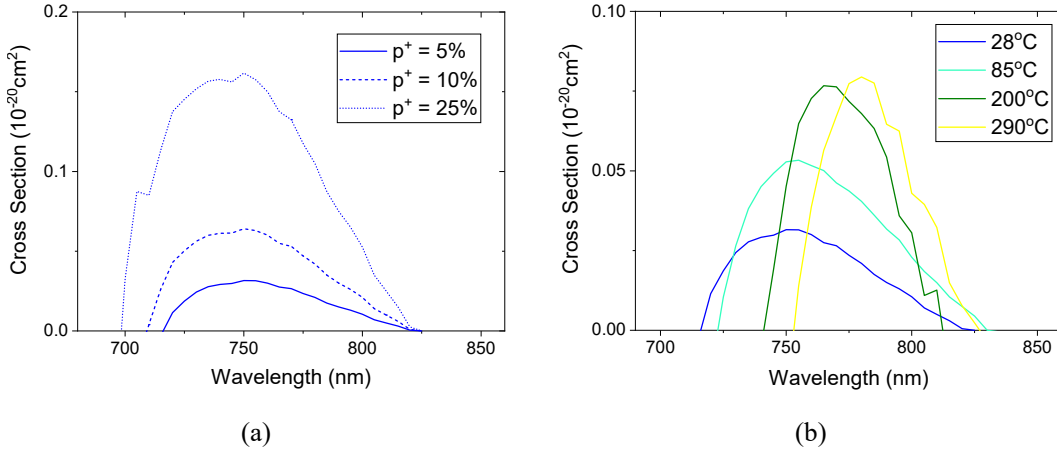 0.2
0.1
0.0
Cross Section (10⁻²⁰cm²)
p⁺ = 5%
p⁺ = 10%
p⁺ = 25%
700 750 800 850
Wavelength (nm)
(a)
0.10
0.05
0.00
Cross Section (10⁻²⁰cm²)
28°C
85°C
200°C
290°C
700 750 800 850
Wavelength (nm)
(b)